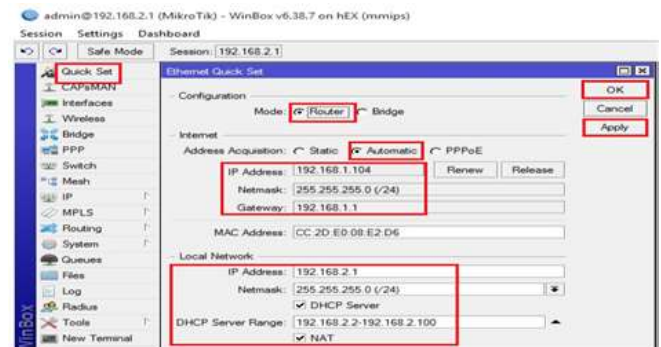 admin@192.168.2.1 (MikroTik) - WinBox v6.38.7 on hEX (mmips)
Session Settings Dashboard
Safe Mode Session: 192.168.2.1
Quick Set
CAPsMAN
Interfaces
Wireless
Bridge
PPP
Switch
Mesh
IP
MPLS
Routing
System
Queues
Files
Log
Radius
Tools
New Terminal
WinBox
Ethernet Quick Set
Configuration
Mode: Router Bridge
Internet
Address Acquisition: Static Automatic PPPoE
IP Address: 192.168.1.104 Renew Release
Netmask: 255.255.255.0 (/24)
Gateway: 192.168.1.1
MAC Address: CC:2D:E0:08:E2:D6
Local Network
IP Address: 192.168.2.1
Netmask: 255.255.255.0 (/24)
DHCP Server
DHCP Server Range: 192.168.2.2-192.168.2.100
NAT
OK
Cancel
Apply